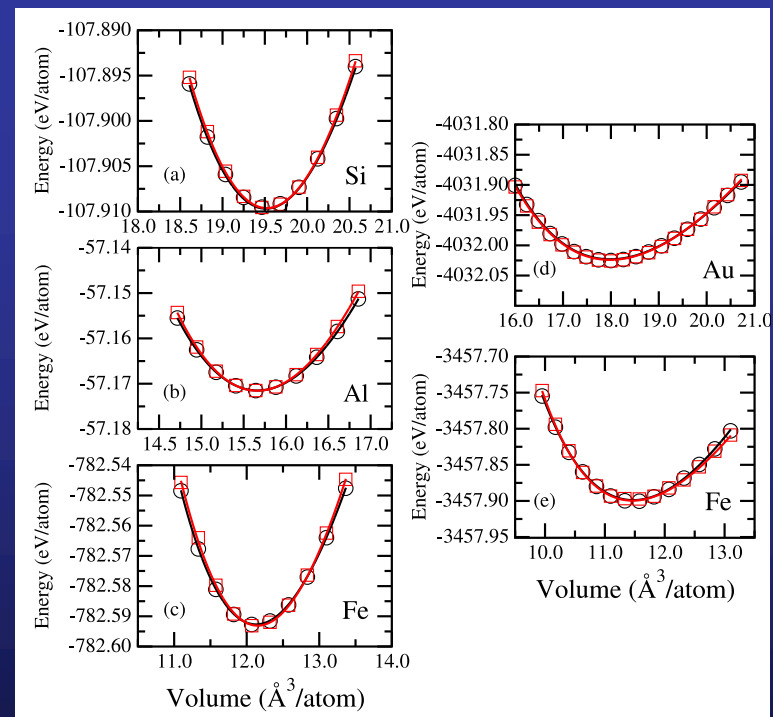 -107.890
-107.895
-107.900
-107.905
-107.910
Energy (eV/atom)
(a)
Si
18.0 18.5 19.0 19.5 20.0 20.5 21.0
-57.14
-57.15
-57.16
-57.17
-57.18
Energy (eV/atom)
(b)
Al
14.5 15.0 15.5 16.0 16.5 17.0
-782.54
-782.55
-782.56
-782.57
-782.58
-782.59
-782.60
Energy (eV/atom)
(c)
Fe
11.0 12.0 13.0 14.0
Volume (Å³/atom)
-4031.80
-4031.85
-4031.90
-4031.95
-4032.00
-4032.05
Energy (eV/atom)
(d)
Au
16.0 17.0 18.0 19.0 20.0 21.0
-3457.70
-3457.75
-3457.80
-3457.85
-3457.90
-3457.95
Energy (eV/atom)
(e)
Fe
10.0 11.0 12.0 13.0
Volume (Å³/atom)